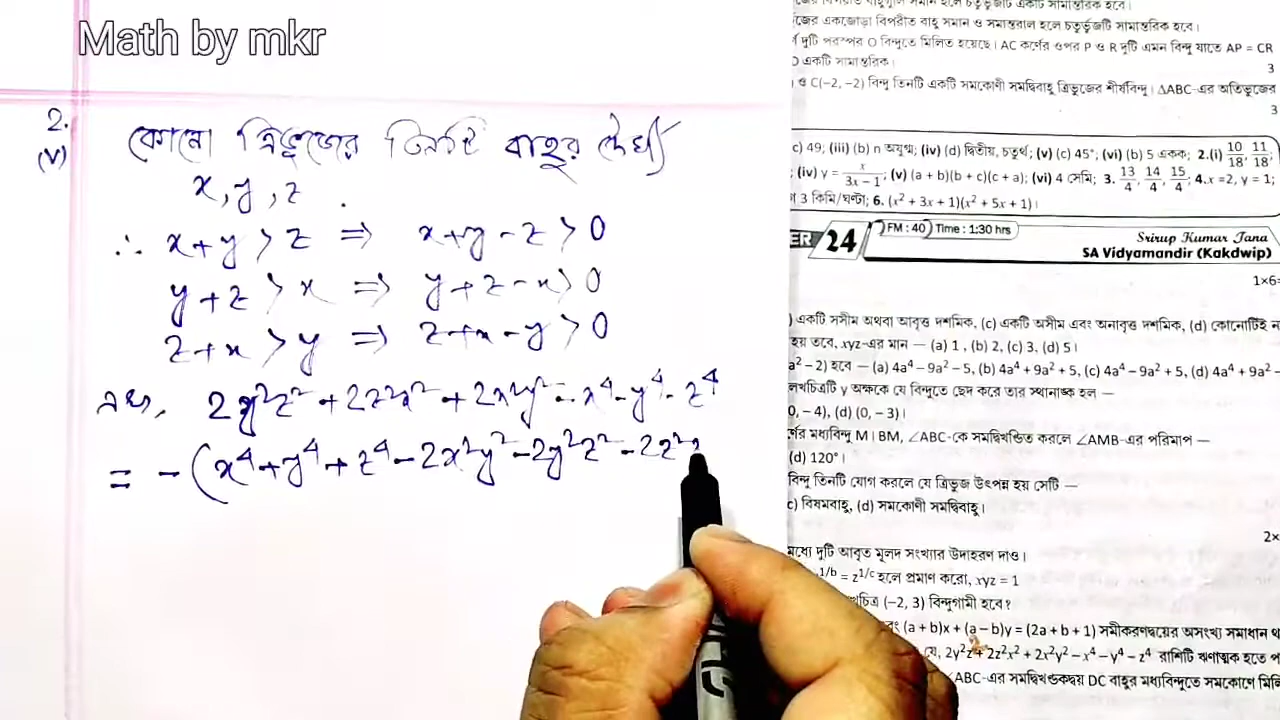 Math by mkr
2.
(v)
কোনো ত্রিভুজের তিনটি বাহুর দৈর্ঘ্য
x, y, z .
∴ x+y > z ⇒ x+y-z > 0
y+z > x ⇒ y+z-x > 0
z+x > y ⇒ z+x-y > 0
এখন, 2y²z² + 2z²x² + 2x²y² - x⁴ - y⁴ - z⁴
= -(x⁴+y⁴+z⁴-2x²y²-2y²z²-2z²x
সমান হলে চতুর্ভুজটি একটি সামান্তরিক হবে।
র্ভুজের একজোড়া বিপরীত বাহু সমান ও সমান্তরাল হলে চতুর্ভুজটি সামান্তরিক হবে।
দুটি পরস্পর O বিন্দুতে মিলিত হয়েছে। AC কর্ণের ওপর P ও R দুটি এমন বিন্দু যাতে AP = CR
D একটি সামান্তরিক।
3
ও C(–2, –2) বিন্দু তিনটি একটি সমকোণী সমদ্বিবাহু ত্রিভুজের শীর্ষবিন্দু। ΔABC-এর অতিভুজের
3
c) 49; (iii) (b) n অযুগ্ম; (iv) (d) দ্বিতীয়, চতুর্থ; (v) (c) 45°; (vi) (b) 5 একক; 2.(i) 10/18, 11/18;
(iv) y = x/3x – 1; (v) (a + b)(b + c)(c + a); (vi) 4 সেমি; 3. 13/4, 14/4, 15/4; 4.x =2, y = 1;
3 কিমি/ঘণ্টা; 6. (x² + 3x + 1)(x² + 5x + 1)।
ER 24 FM : 40 Time : 1:30 hrs
Srirup Kumar Jana
SA Vidyamandir (Kakdwip)
1×6=
) একটি সসীম অথবা আবৃত্ত দশমিক, (c) একটি অসীম এবং অনাবৃত্ত দশমিক, (d) কোনোটিই ন
হয় তবে, xyz-এর মান — (a) 1 , (b) 2, (c) 3, (d) 5।
a² – 2) হবে – (a) 4a⁴ – 9a² – 5, (b) 4a⁴ + 9a² + 5, (c) 4a⁴ – 9a² + 5, (d) 4a⁴ + 9a² –
লেখচিত্রটি y অক্ষকে যে বিন্দুতে ছেদ করে তার স্থানাঙ্ক হল —
0, – 4), (d) (0, – 3)।
র্ণের মধ্যবিন্দু M। BM, ∠ABC-কে সমদ্বিখণ্ডিত করলে ∠AMB-এর পরিমাপ —
(d) 120°।
বিন্দু তিনটি যোগ করলে যে ত্রিভুজ উৎপন্ন হয় সেটি —
c) বিষমবাহু, (d) সমকোণী সমদ্বিবাহু।
2×
মধ্যে দুটি আবৃত মূলদ সংখ্যার উদাহরণ দাও।
1/b = z^1/c হলে প্রমাণ করো, xyz = 1
খচিত্র (–2, 3) বিন্দুগামী হবে?
বং (a + b)x + (a – b)y = (2a + b + 1) সমীকরণদ্বয়ের অসংখ্য সমাধান থ
যে, 2y²z² + 2z²x² + 2x²y² – x⁴ – y⁴ – z⁴ রাশিটি ঋণাত্মক হতে প
∠ABC-এর সমদ্বিখণ্ডকদ্বয় DC বাহুর মধ্যবিন্দুতে সমকোণে মিলি